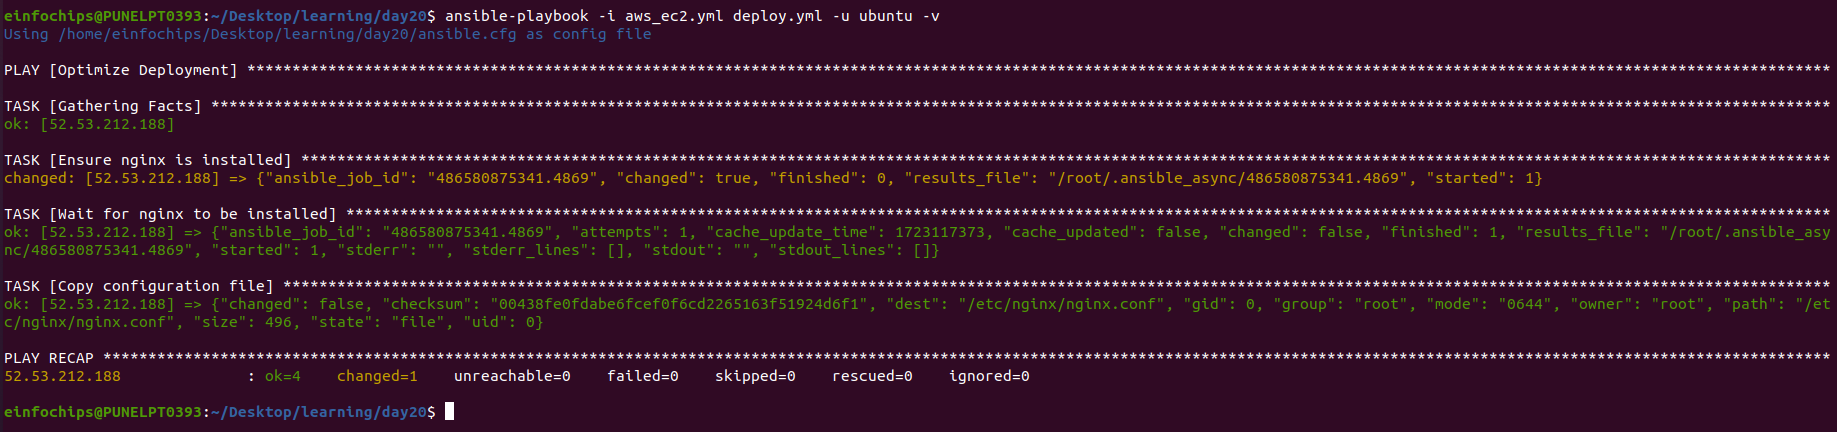 einfochips@PUNELPT0393:~/Desktop/learning/day20$ ansible-playbook -i aws_ec2.yml deploy.yml -u ubuntu -v
Using /home/einfochips/Desktop/learning/day20/ansible.cfg as config file
PLAY [Optimize Deployment] ********************************************************************************************************************************************************************************
TASK [Gathering Facts] ************************************************************************************************************************************************************************************
ok: [52.53.212.188]
TASK [Ensure nginx is installed] **************************************************************************************************************************************************************************
changed: [52.53.212.188] => {"ansible_job_id": "486580875341.4869", "changed": true, "finished": 0, "results_file": "/root/.ansible_async/486580875341.4869", "started": 1}
TASK [Wait for nginx to be installed] *********************************************************************************************************************************************************************
ok: [52.53.212.188] => {"ansible_job_id": "486580875341.4869", "attempts": 1, "cache_update_time": 1723117373, "cache_updated": false, "changed": false, "finished": 1, "results_file": "/root/.ansible_asy
nc/486580875341.4869", "started": 1, "stderr": "", "stderr_lines": [], "stdout": "", "stdout_lines": []}
TASK [Copy configuration file] ****************************************************************************************************************************************************************************
ok: [52.53.212.188] => {"changed": false, "checksum": "00438fe0fdabe6fcef0f6cd2265163f51924d6f1", "dest": "/etc/nginx/nginx.conf", "gid": 0, "group": "root", "mode": "0644", "owner": "root", "path": "/et
c/nginx/nginx.conf", "size": 496, "state": "file", "uid": 0}
PLAY RECAP ************************************************************************************************************************************************************************************************
52.53.212.188              : ok=4    changed=1    unreachable=0    failed=0    skipped=0    rescued=0    ignored=0
einfochips@PUNELPT0393:~/Desktop/learning/day20$